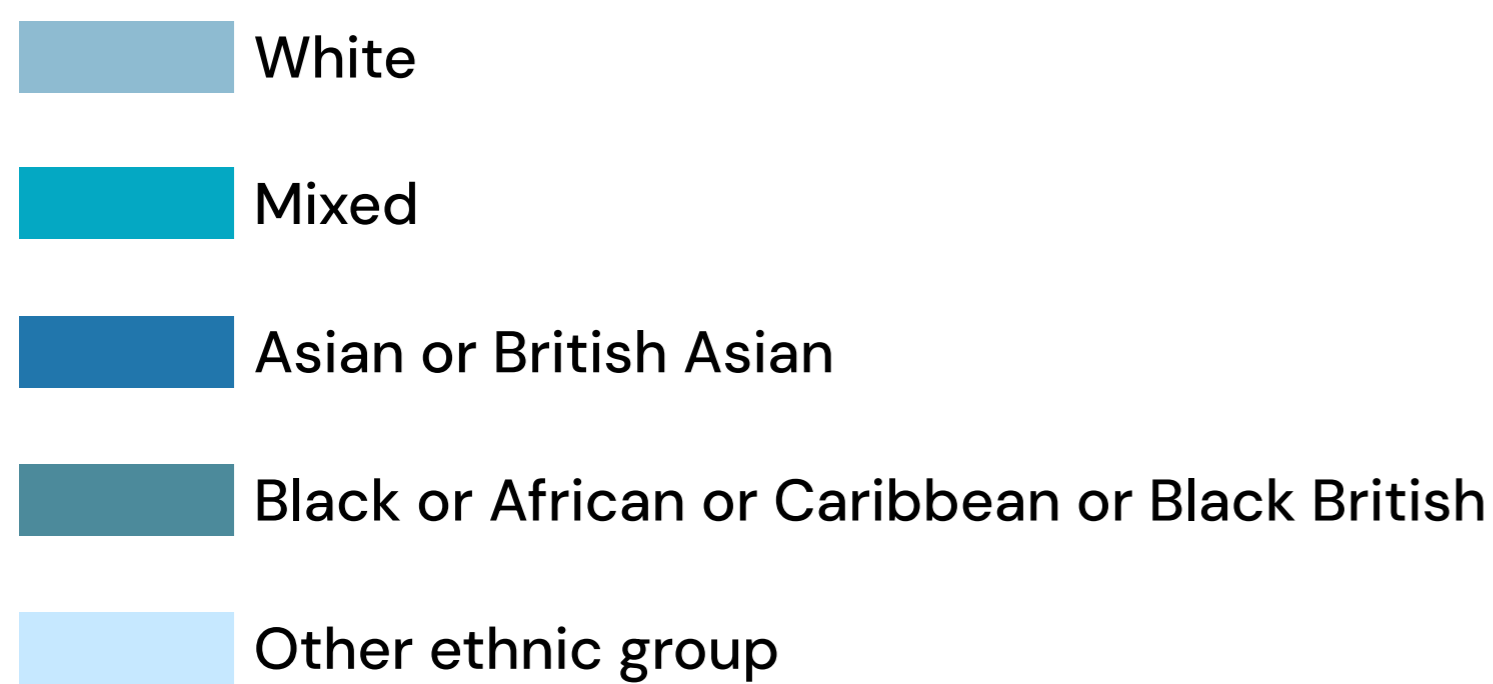 White
Mixed
Asian or British Asian
Black or African or Caribbean or Black British
Other ethnic group